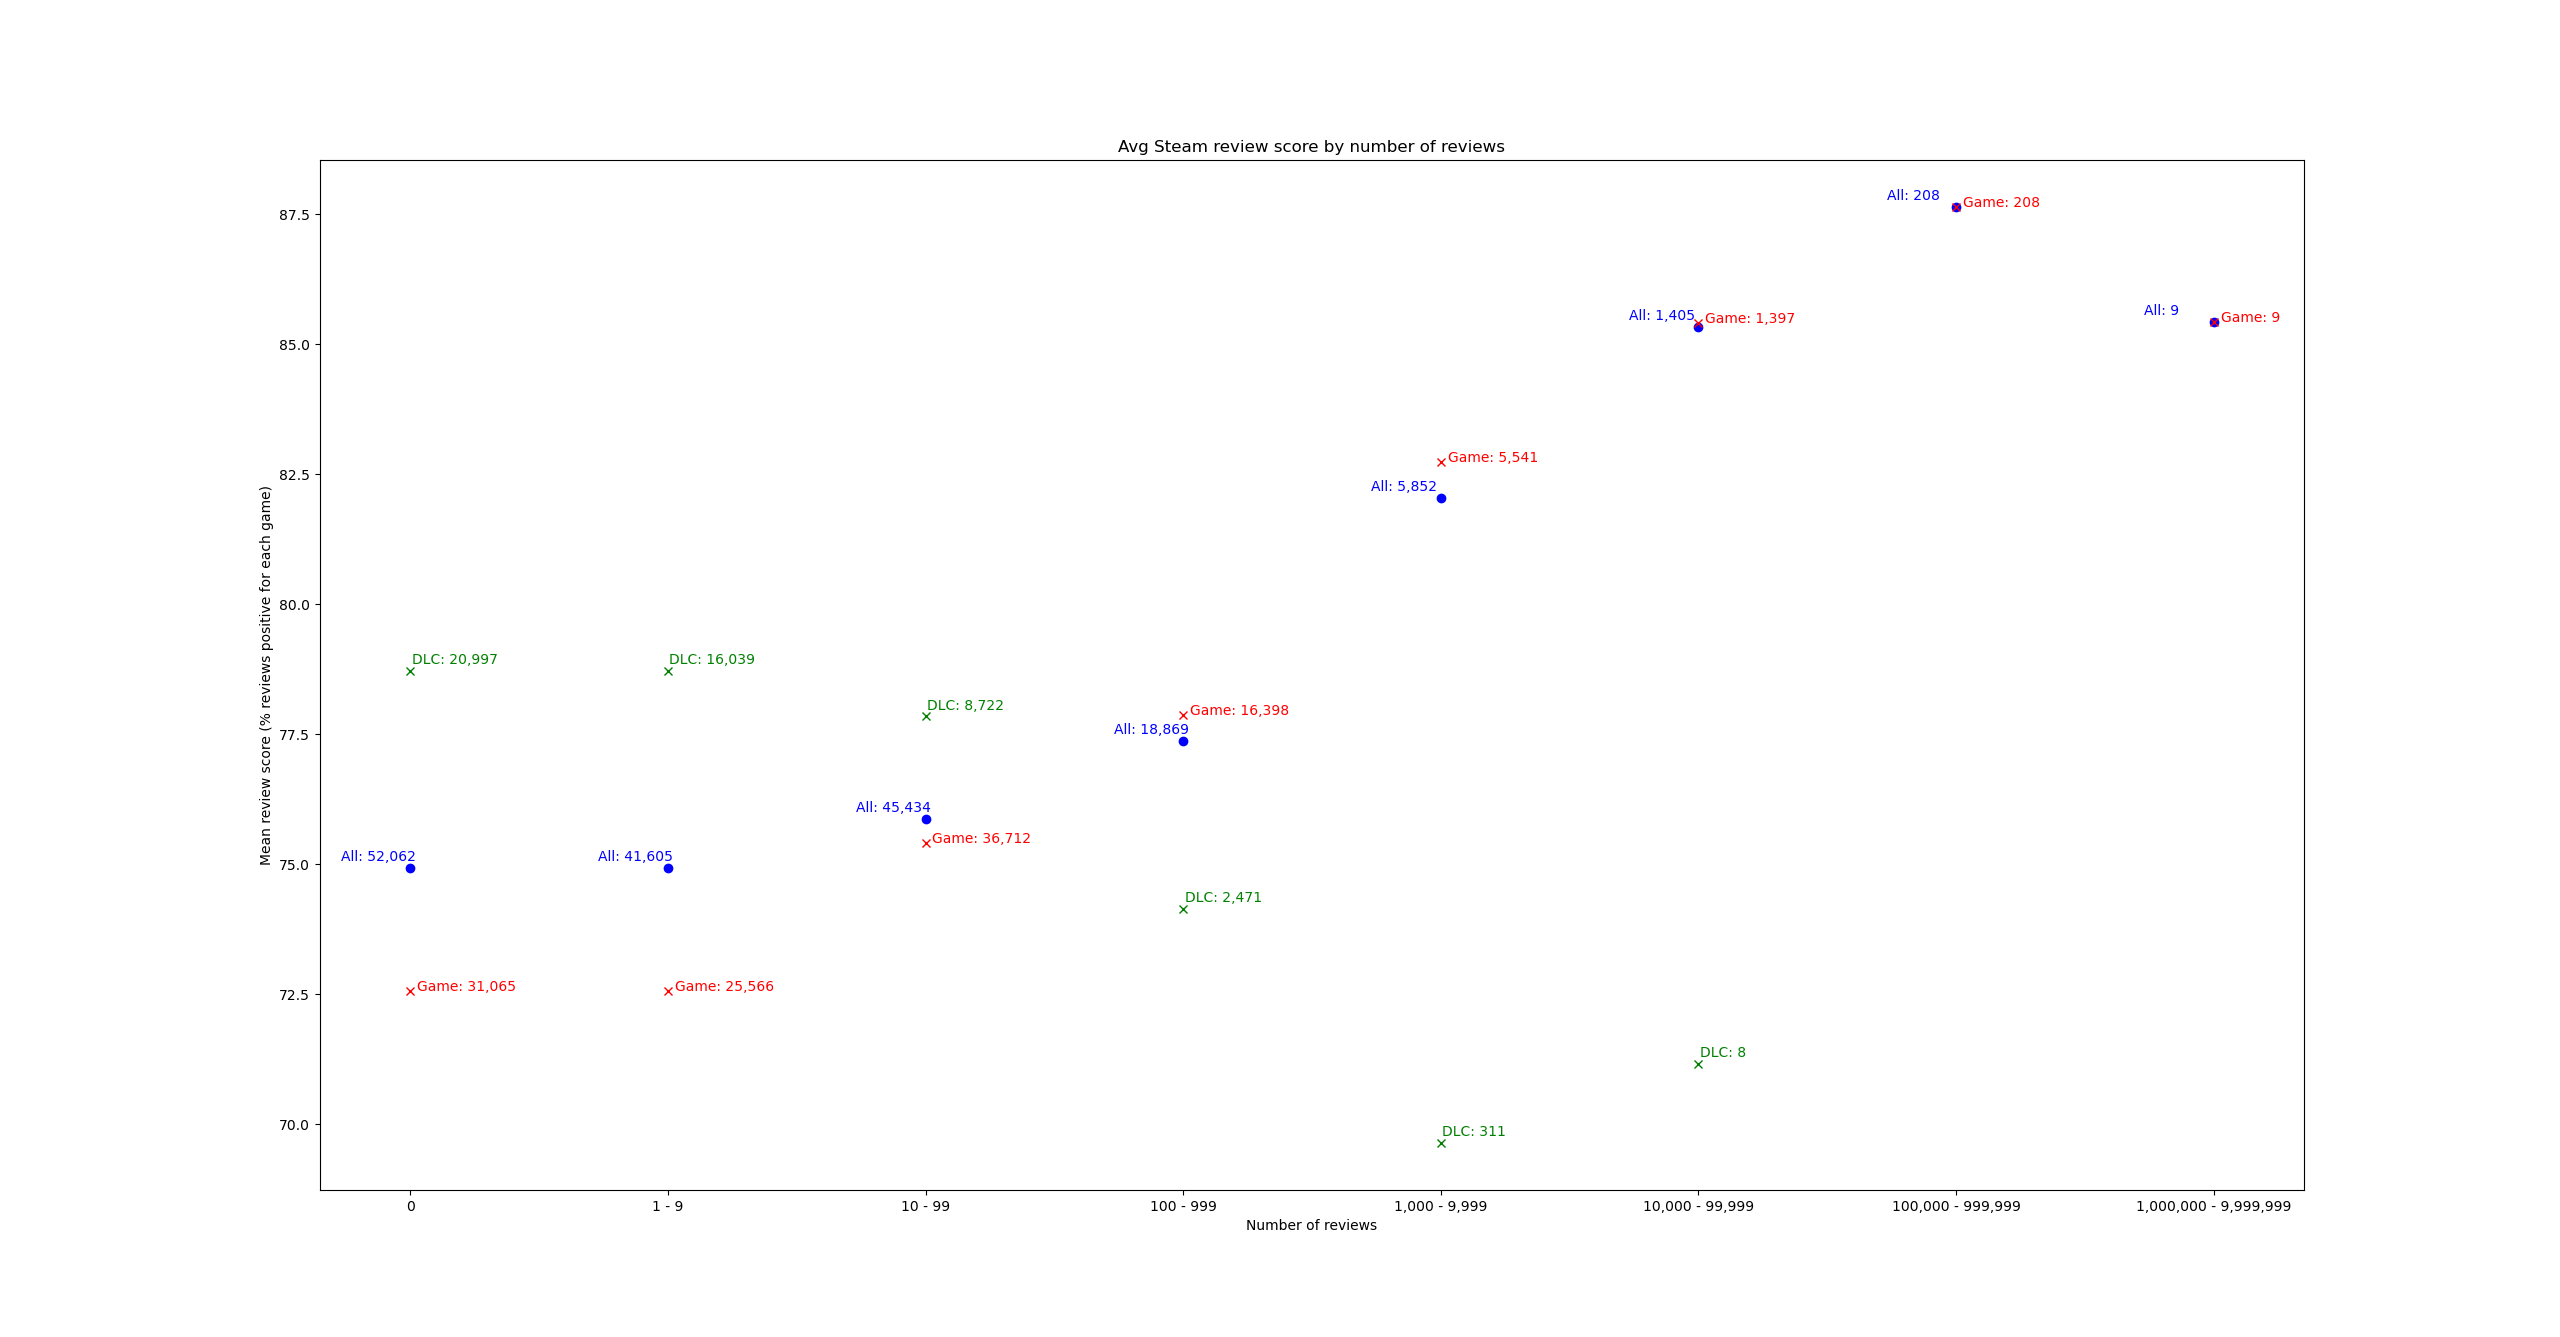 Avg Steam review score by number of reviews
87.5
85.0
82.5
80.0
77.5
75.0
72.5
70.0
Mean review score (% reviews positive for each game)
All: 208
Game: 208
All: 9
Game: 9
All: 1,405
Game: 1,397
Game: 5,541
All: 5,852
DLC: 20,997
DLC: 16,039
DLC: 8,722
Game: 16,398
All: 18,869
All: 45,434
Game: 36,712
All: 52,062
All: 41,605
DLC: 2,471
Game: 31,065
Game: 25,566
DLC: 8
DLC: 311
0
1 - 9
10 - 99
100 - 999
1,000 - 9,999
10,000 - 99,999
100,000 - 999,999
1,000,000 - 9,999,999
Number of reviews